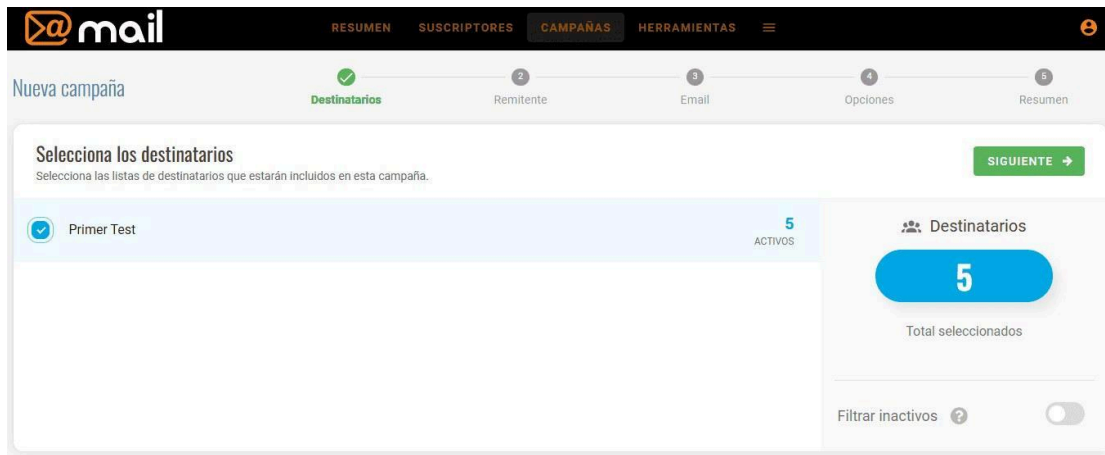 @mail
RESUMEN SUSCRIPTORES CAMPAÑAS HERRAMIENTAS
Nueva campaña
Destinatarios
2 Remitente
3 Email
4 Opciones
5 Resumen
Selecciona los destinatarios
Selecciona las listas de destinatarios que estarán incluidos en esta campaña.
SIGUIENTE →
Primer Test
5
ACTIVOS
Destinatarios
5
Total seleccionados
Filtrar inactivos ?